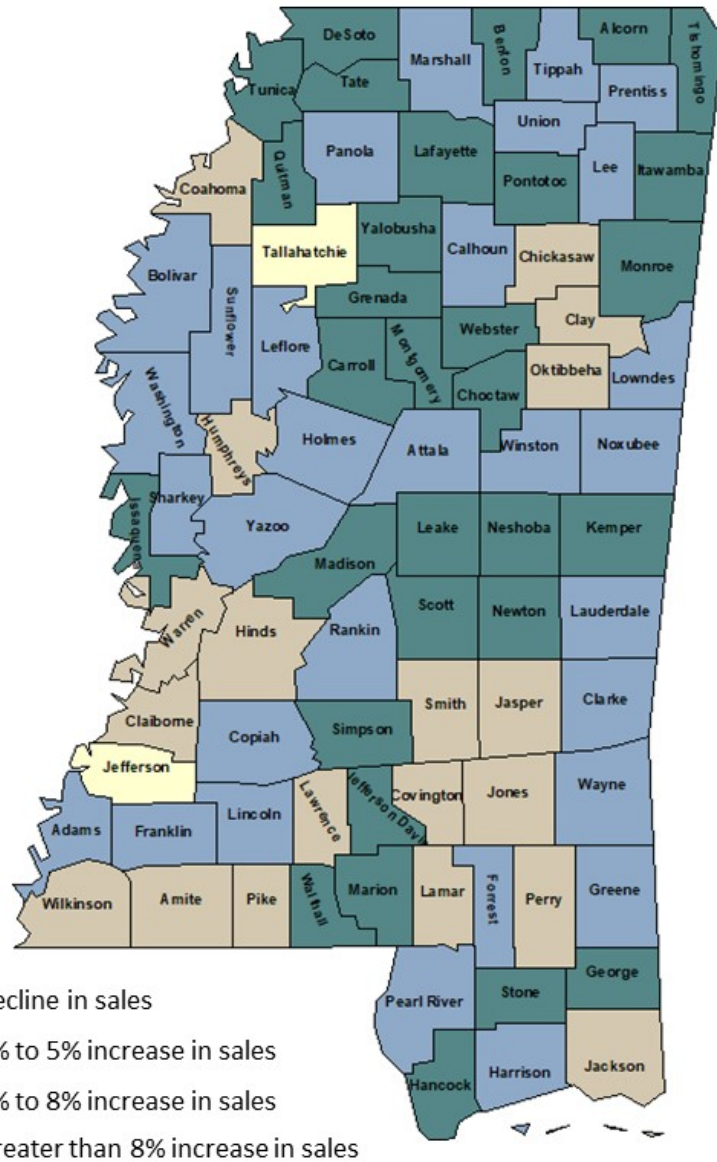 DeSoto
Marshall
Benton
Tippah
Alcorn
Tishomingo
Tunica
Tate
Prentiss
Union
Panola
Lafayette
Pontotoc
Lee
Itawamba
Coahoma
Quitman
Yalobusha
Calhoun
Chickasaw
Monroe
Tallahatchie
Bolivar
Sunflower
Leflore
Grenada
Carroll
Montgomery
Webster
Clay
Choctaw
Oktibbeha
Lowndes
Washington
Humphreys
Holmes
Attala
Winston
Noxubee
Issaquena
Sharkey
Yazoo
Madison
Leake
Neshoba
Kemper
Warren
Hinds
Rankin
Scott
Newton
Lauderdale
Claiborne
Copiah
Simpson
Smith
Jasper
Clarke
Jefferson
Lawrence
Jefferson Davis
Covington
Jones
Wayne
Adams
Franklin
Lincoln
Wilkinson
Amite
Pike
Walthall
Marion
Lamar
Forrest
Perry
Greene
Pearl River
Stone
George
Hancock
Harrison
Jackson
ecline in sales
% to 5% increase in sales
% to 8% increase in sales
reater than 8% increase in sales